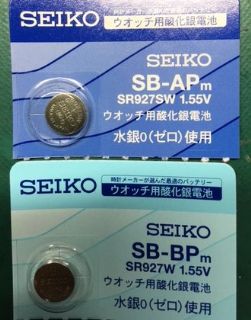 ウオッチ用酸化銀電池
SEIKO
SEIKO
SB-APm
SR927SW 1.55V
ウオッチ用酸化銀電池
水銀0(ゼロ)使用
時計メーカーが選んだ最適のバッテリー
SEIKO ウオッチ用酸化銀電池
SEIKO
SB-BPm
SR927W 1.55V
ウオッチ用酸化銀電池
水銀0(ゼロ)使用